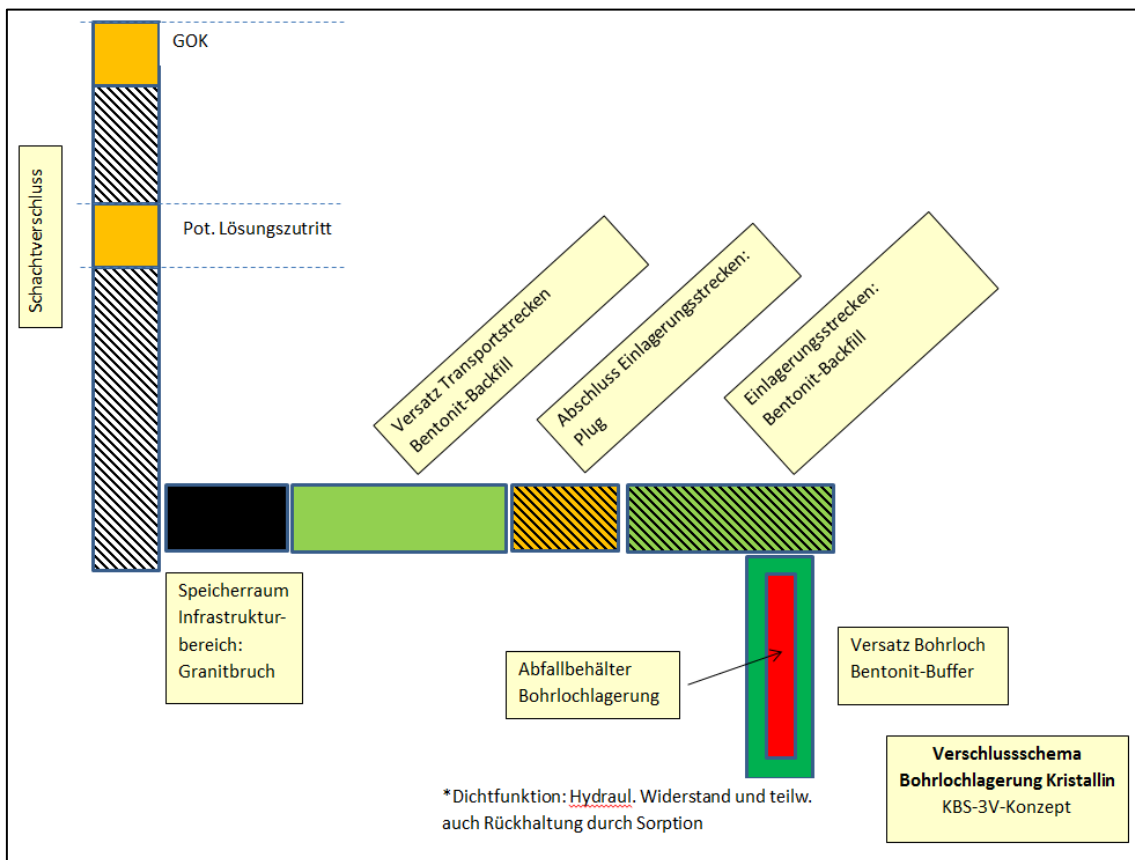 GOK
Schachtverschluss
Pot. Lösungszutritt
Versatz Transportstrecken
Bentonit-Backfill
Abschluss Einlagerungsstrecken:
Plug
Einlagerungsstrecken:
Bentonit-Backfill
Speicherraum
Infrastruktur-
bereich:
Granitbruch
Abfallbehälter
Bohrlochlagerung
Versatz Bohrloch
Bentonit-Buffer
Verschlussschema
Bohrlochlagerung Kristallin
KBS-3V-Konzept
*Dichtfunktion: Hydraul. Widerstand und teilw.
auch Rückhaltung durch Sorption